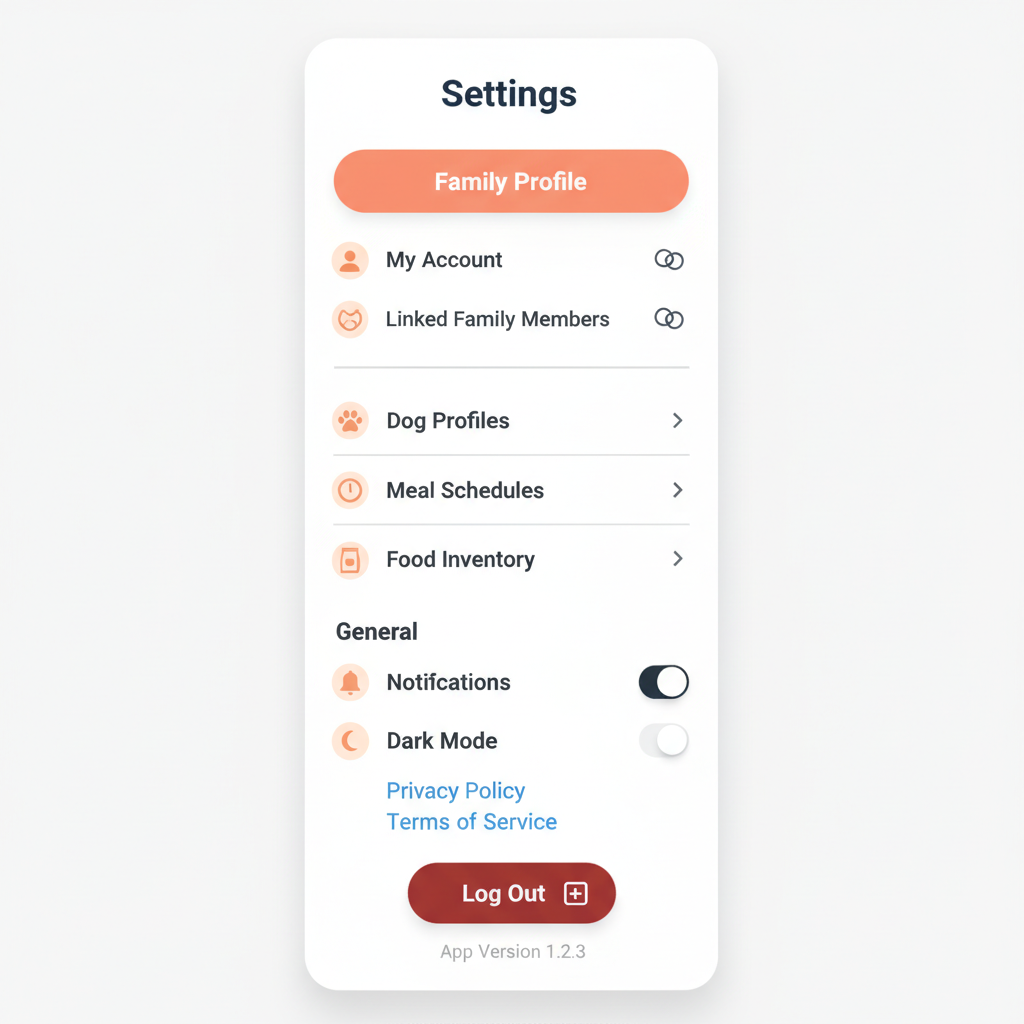 Settings
Family Profile
My Account
Linked Family Members
Dog Profiles
Meal Schedules
Food Inventory
General
Notifcations
Dark Mode
Privacy Policy
Terms of Service
Log Out
App Version 1.2.3